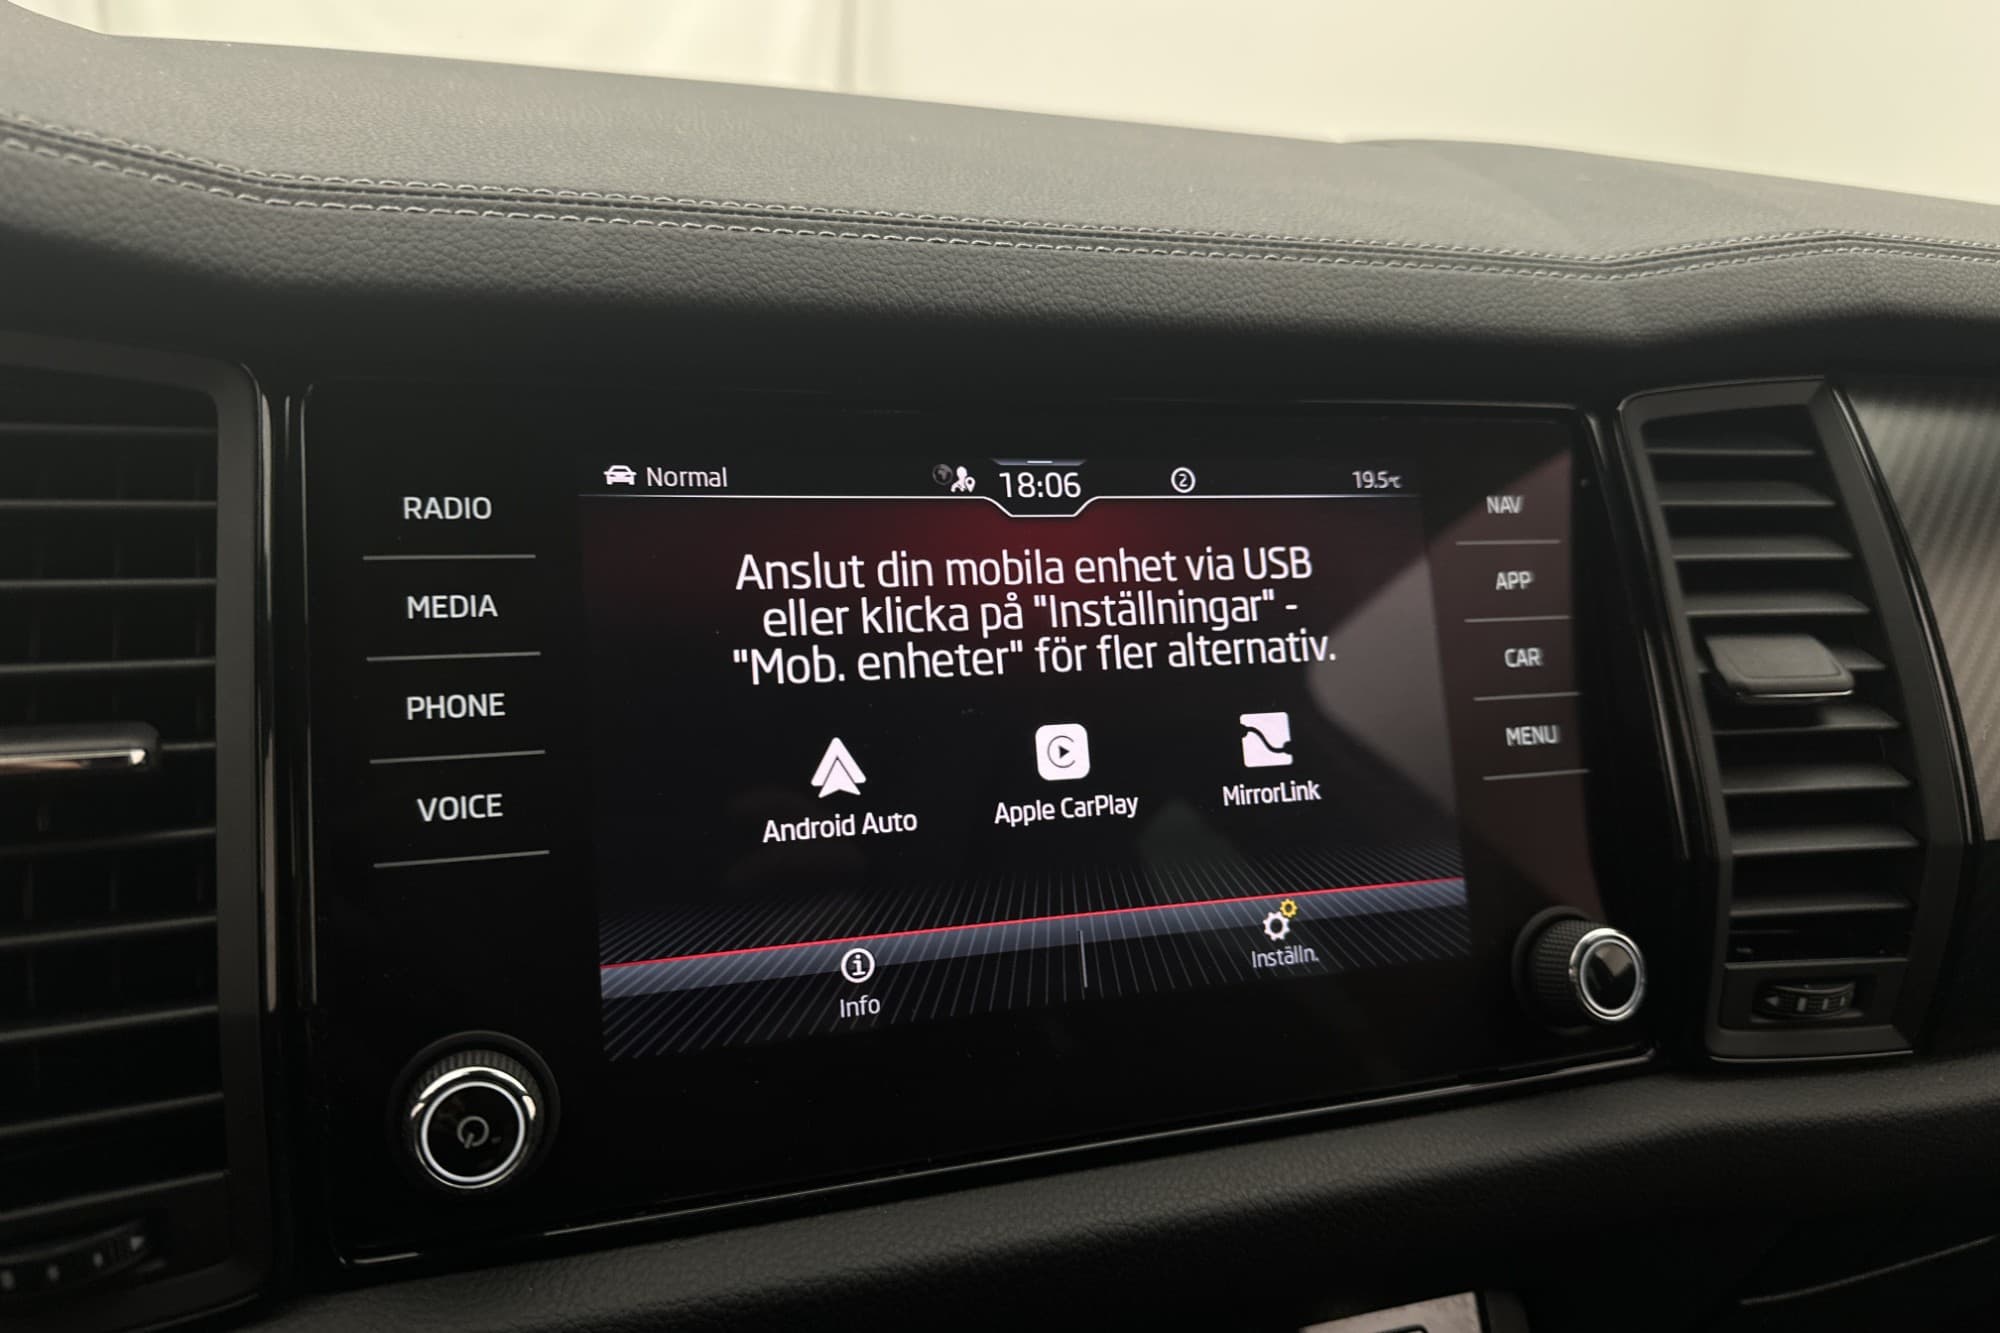 Normal
18:06
2
19.5°C
RADIO
MEDIA
PHONE
VOICE
Anslut din mobila enhet via USB
eller klicka på "Inställningar" -
"Mob. enheter" för fler alternativ.
Android Auto
Apple CarPlay
MirrorLink
Info
Inställn.
NAV
APP
CAR
MENU